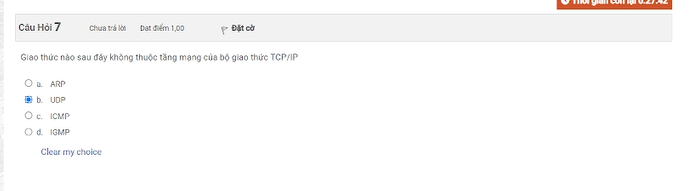 Thời gian còn lại 0:27:42
Câu Hỏi 7 Chưa trả lời Đạt điểm 1,00 Đặt cờ
Giao thức nào sau đây không thuộc tầng mạng của bộ giao thức TCP/IP
a. ARP
b. UDP
c. ICMP
d. IGMP
Clear my choice